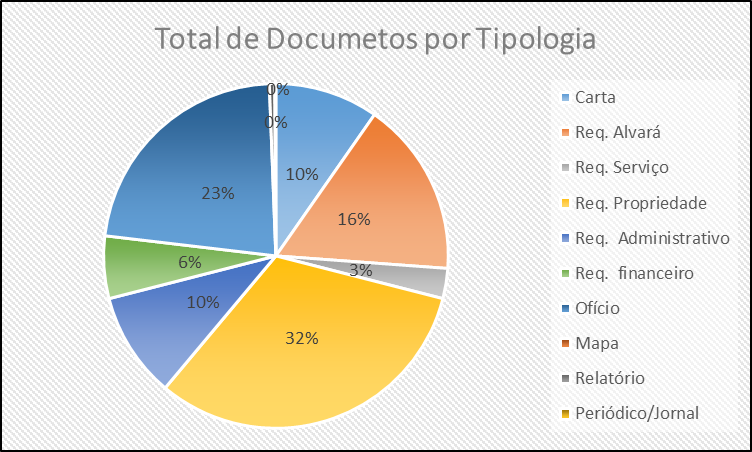 Total de Documetos por Tipologia
0%
0%
10%
16%
3%
32%
10%
6%
23%
Carta
Req. Alvará
Req. Serviço
Req. Propriedade
Req. Administrativo
Req. financeiro
Ofício
Mapa
Relatório
Periódico/Jornal